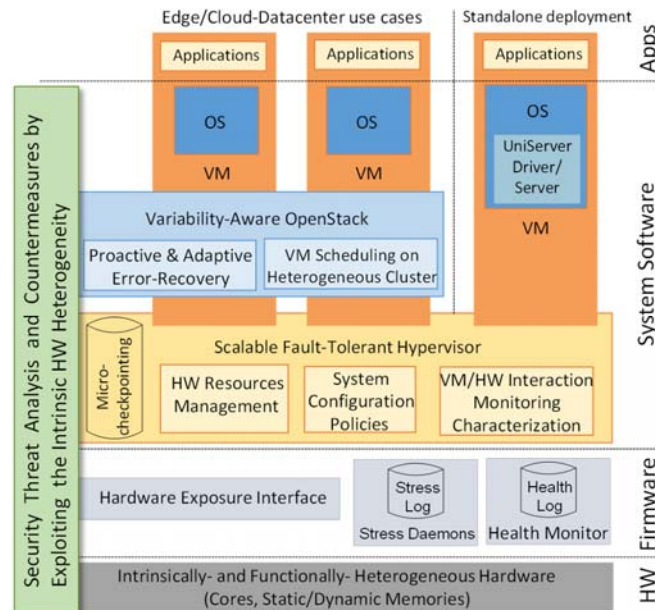 Edge/Cloud-Datacenter use cases
Standalone deployment
Applications
Applications
Applications
Apps
OS
OS
OS
UniServer
Driver/
Server
VM
VM
VM
Variability-Aware OpenStack
Proactive & Adaptive
Error-Recovery
VM Scheduling on
Heterogeneous Cluster
System Software
Scalable Fault-Tolerant Hypervisor
Micro-
checkpointing
HW Resources
Management
System
Configuration
Policies
VM/HW Interaction
Monitoring
Characterization
Hardware Exposure Interface
Stress
Log
Stress Daemons
Health
Log
Health Monitor
Firmware
Intrinsically- and Functionally- Heterogeneous Hardware
(Cores, Static/Dynamic Memories)
HW
Security Threat Analysis and Countermeasures by
Exploiting the Intrinsic HW Heterogeneity